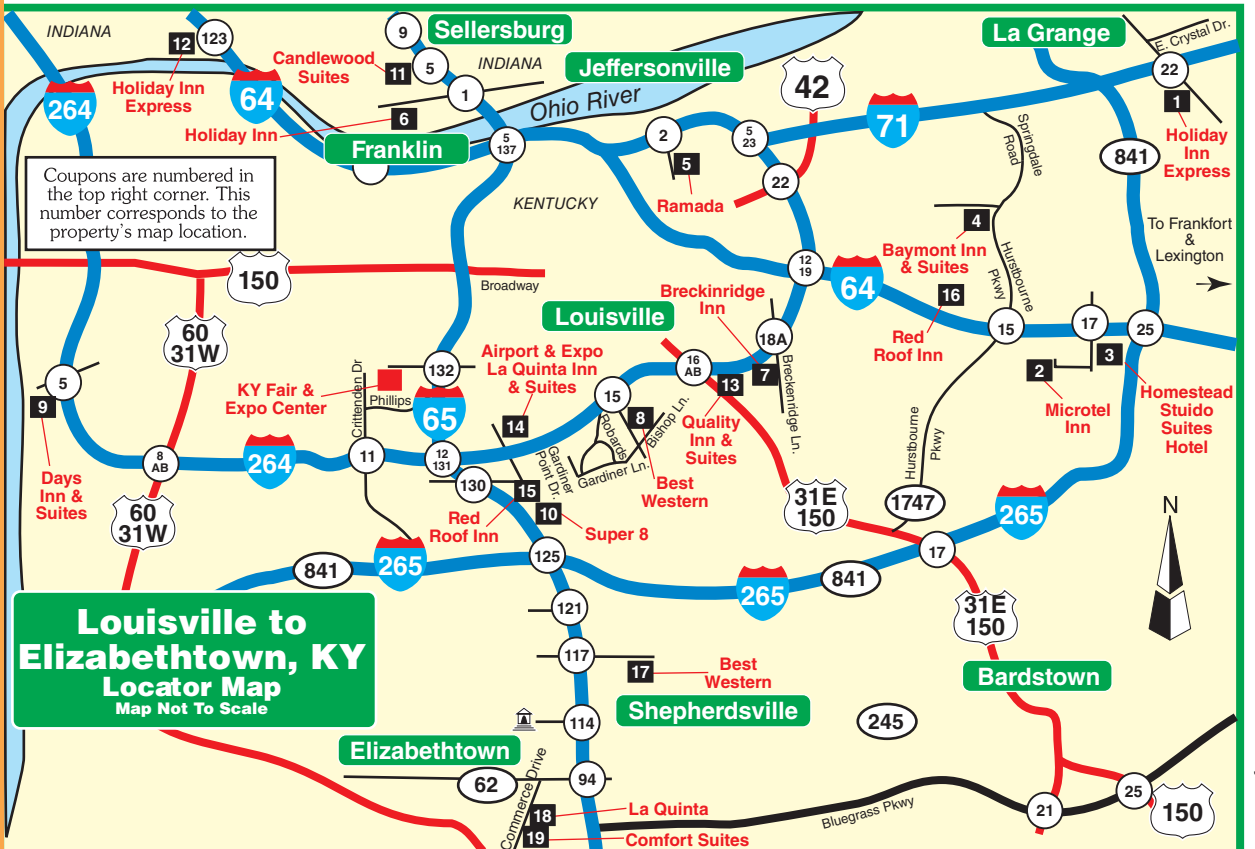 INDIANA
264
12
123
64
Holiday Inn
Express
Candlewood
Suites
11
9
5
1
Sellersburg
INDIANA
Jeffersonville
Ohio River
6
Holiday Inn
Franklin
5
137
2
5
23
5
Ramada
42
22
71
La Grange
E. Crystal Dr.
22
1
Holiday
Inn
Express
841
Springdale
Road
Coupons are numbered in
the top right corner. This
number corresponds to the
property's map location.
KENTUCKY
4
Baymont Inn
& Suites
Hurstbourne
Pkwy
To Frankfort
&
Lexington
150
Broadway
12
19
64
16
Red
Roof Inn
15
17
25
2
Microtel
Inn
3
Homestead
Stuido
Suites
Hotel
60
31W
Louisville
Breckinridge
Inn
18A
7
Breckenridge Ln.
16
AB
13
Quality
Inn &
Suites
5
9
Days
Inn &
Suites
KY Fair &
Expo Center
Crittenden Dr
Phillips
132
65
Airport & Expo
La Quinta Inn
& Suites
14
15
Robards
8
Bishop Ln.
Gardiner Ln.
Best
Western
Gardiner
Point Dr.
8
AB
264
11
12
131
130
15
Red
Roof Inn
10
Super 8
60
31W
31E
150
Hurstbourne
Pkwy
1747
265
17
841
265
125
265
841
31E
150
N
Louisville to
Elizabethtown, KY
Locator Map
Map Not To Scale
121
117
17
Best
Western
Shepherdsville
Bardstown
114
245
Elizabethtown
62
94
Commerce Drive
18
La Quinta
19
Comfort Suites
Bluegrass Pkwy
21
25
150